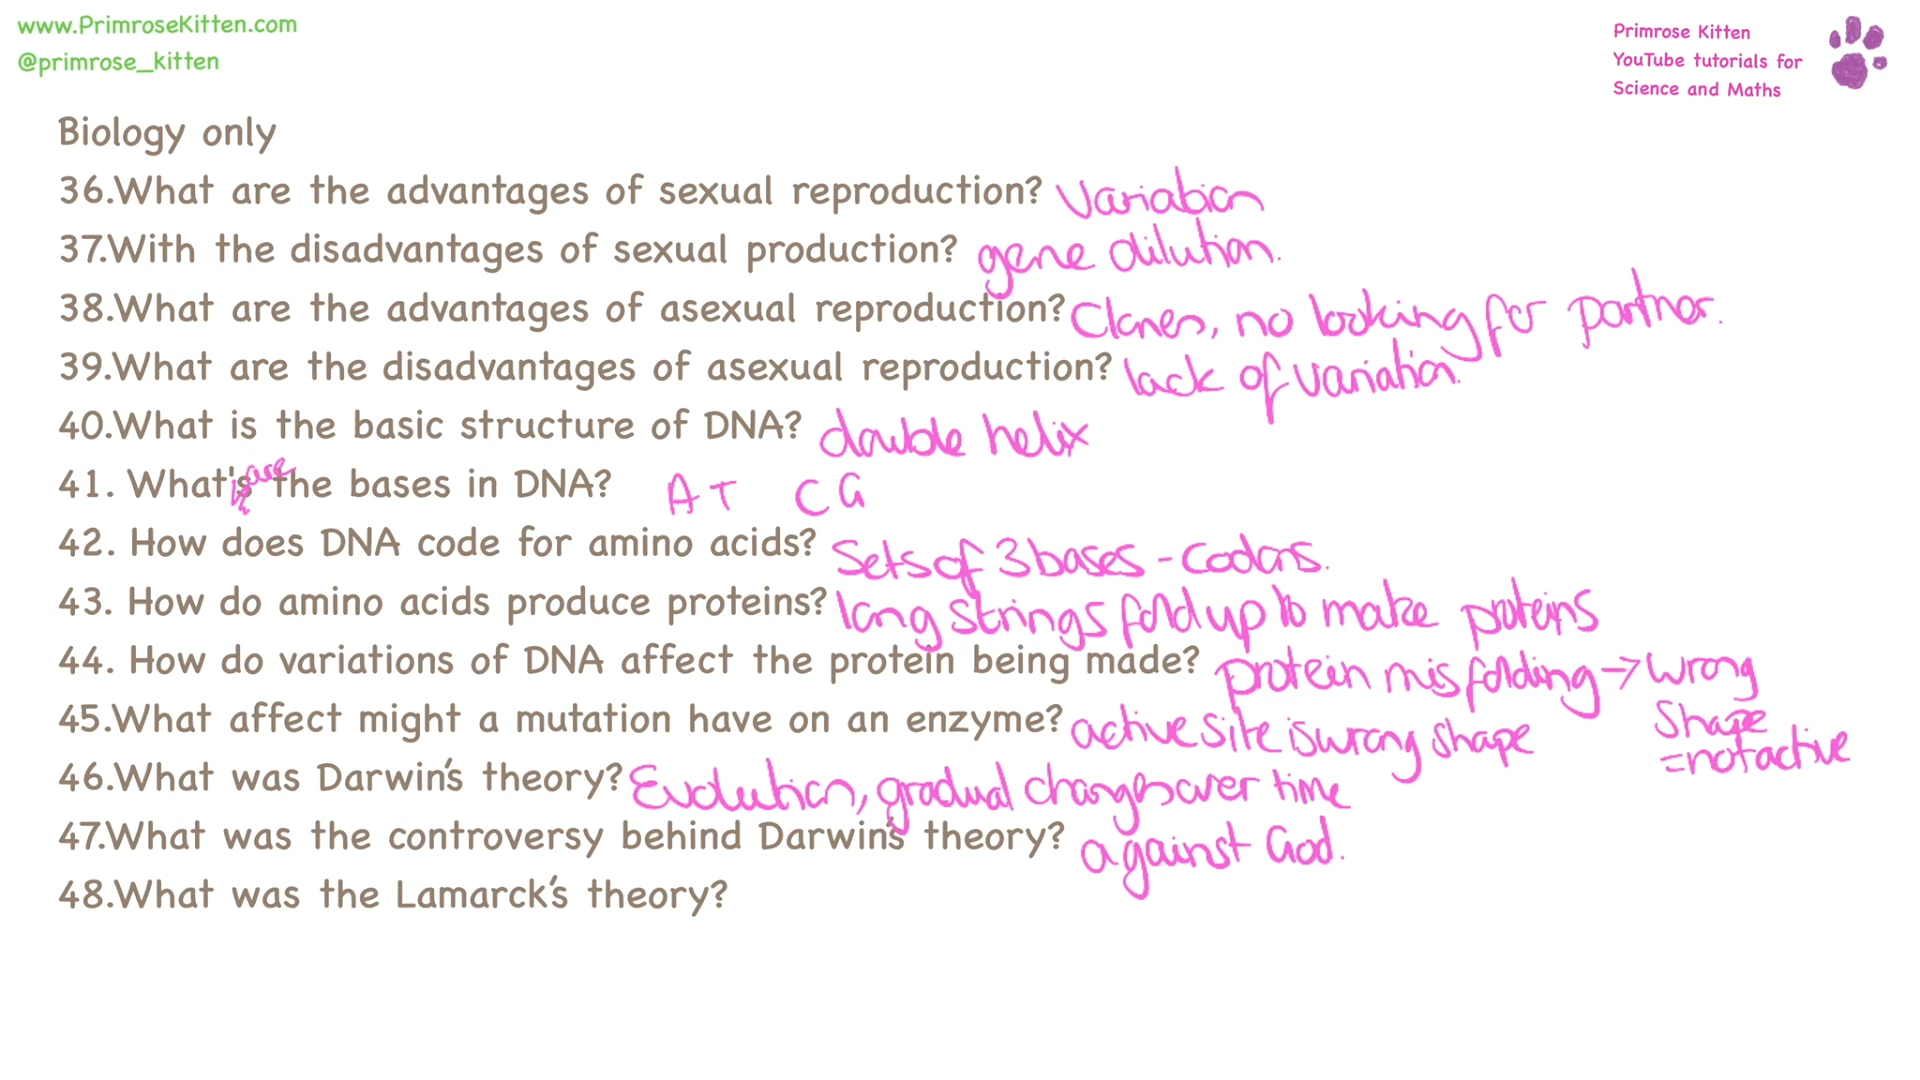 www.PrimroseKitten.com
@primrose_kitten
Primrose Kitten
YouTube tutorials for
Science and Maths
Biology only
36.What are the advantages of sexual reproduction? Variation
37.With the disadvantages of sexual production? gene dilution.
38.What are the advantages of asexual reproduction? Clones, no looking for partner.
39.What are the disadvantages of asexual reproduction? lack of variation.
40.What is the basic structure of DNA? double helix
41. What's are the bases in DNA? A T C G
42. How does DNA code for amino acids? Sets of 3 bases - codons.
43. How do amino acids produce proteins? long strings fold up to make proteins
44. How do variations of DNA affect the protein being made? protein misfolding → wrong
shape
=not active
45.What affect might a mutation have on an enzyme? active site is wrong shape
46.What was Darwin's theory? Evolution, gradual changes over time
47.What was the controversy behind Darwin's theory? against God.
48.What was the Lamarck's theory?